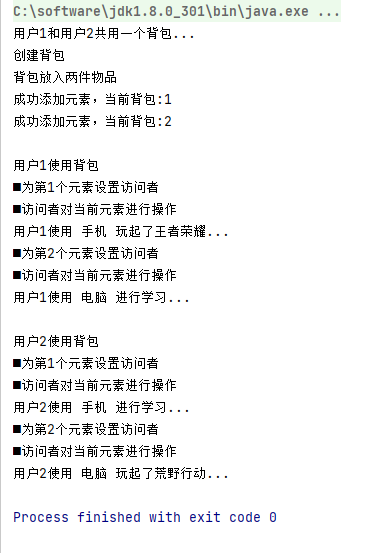 C:\software\jdk1.8.0_301\bin\java.exe ...
用户1和用户2共用一个背包...
创建背包
背包放入两件物品
成功添加元素，当前背包:1
成功添加元素，当前背包:2
用户1使用背包
■为第1个元素设置访问者
■访问者对当前元素进行操作
用户1使用 手机 玩起了王者荣耀...
■为第2个元素设置访问者
■访问者对当前元素进行操作
用户1使用 电脑 进行学习...
用户2使用背包
■为第1个元素设置访问者
■访问者对当前元素进行操作
用户2使用 手机 进行学习...
■为第2个元素设置访问者
■访问者对当前元素进行操作
用户2使用 电脑 玩起了荒野行动...
Process finished with exit code 0